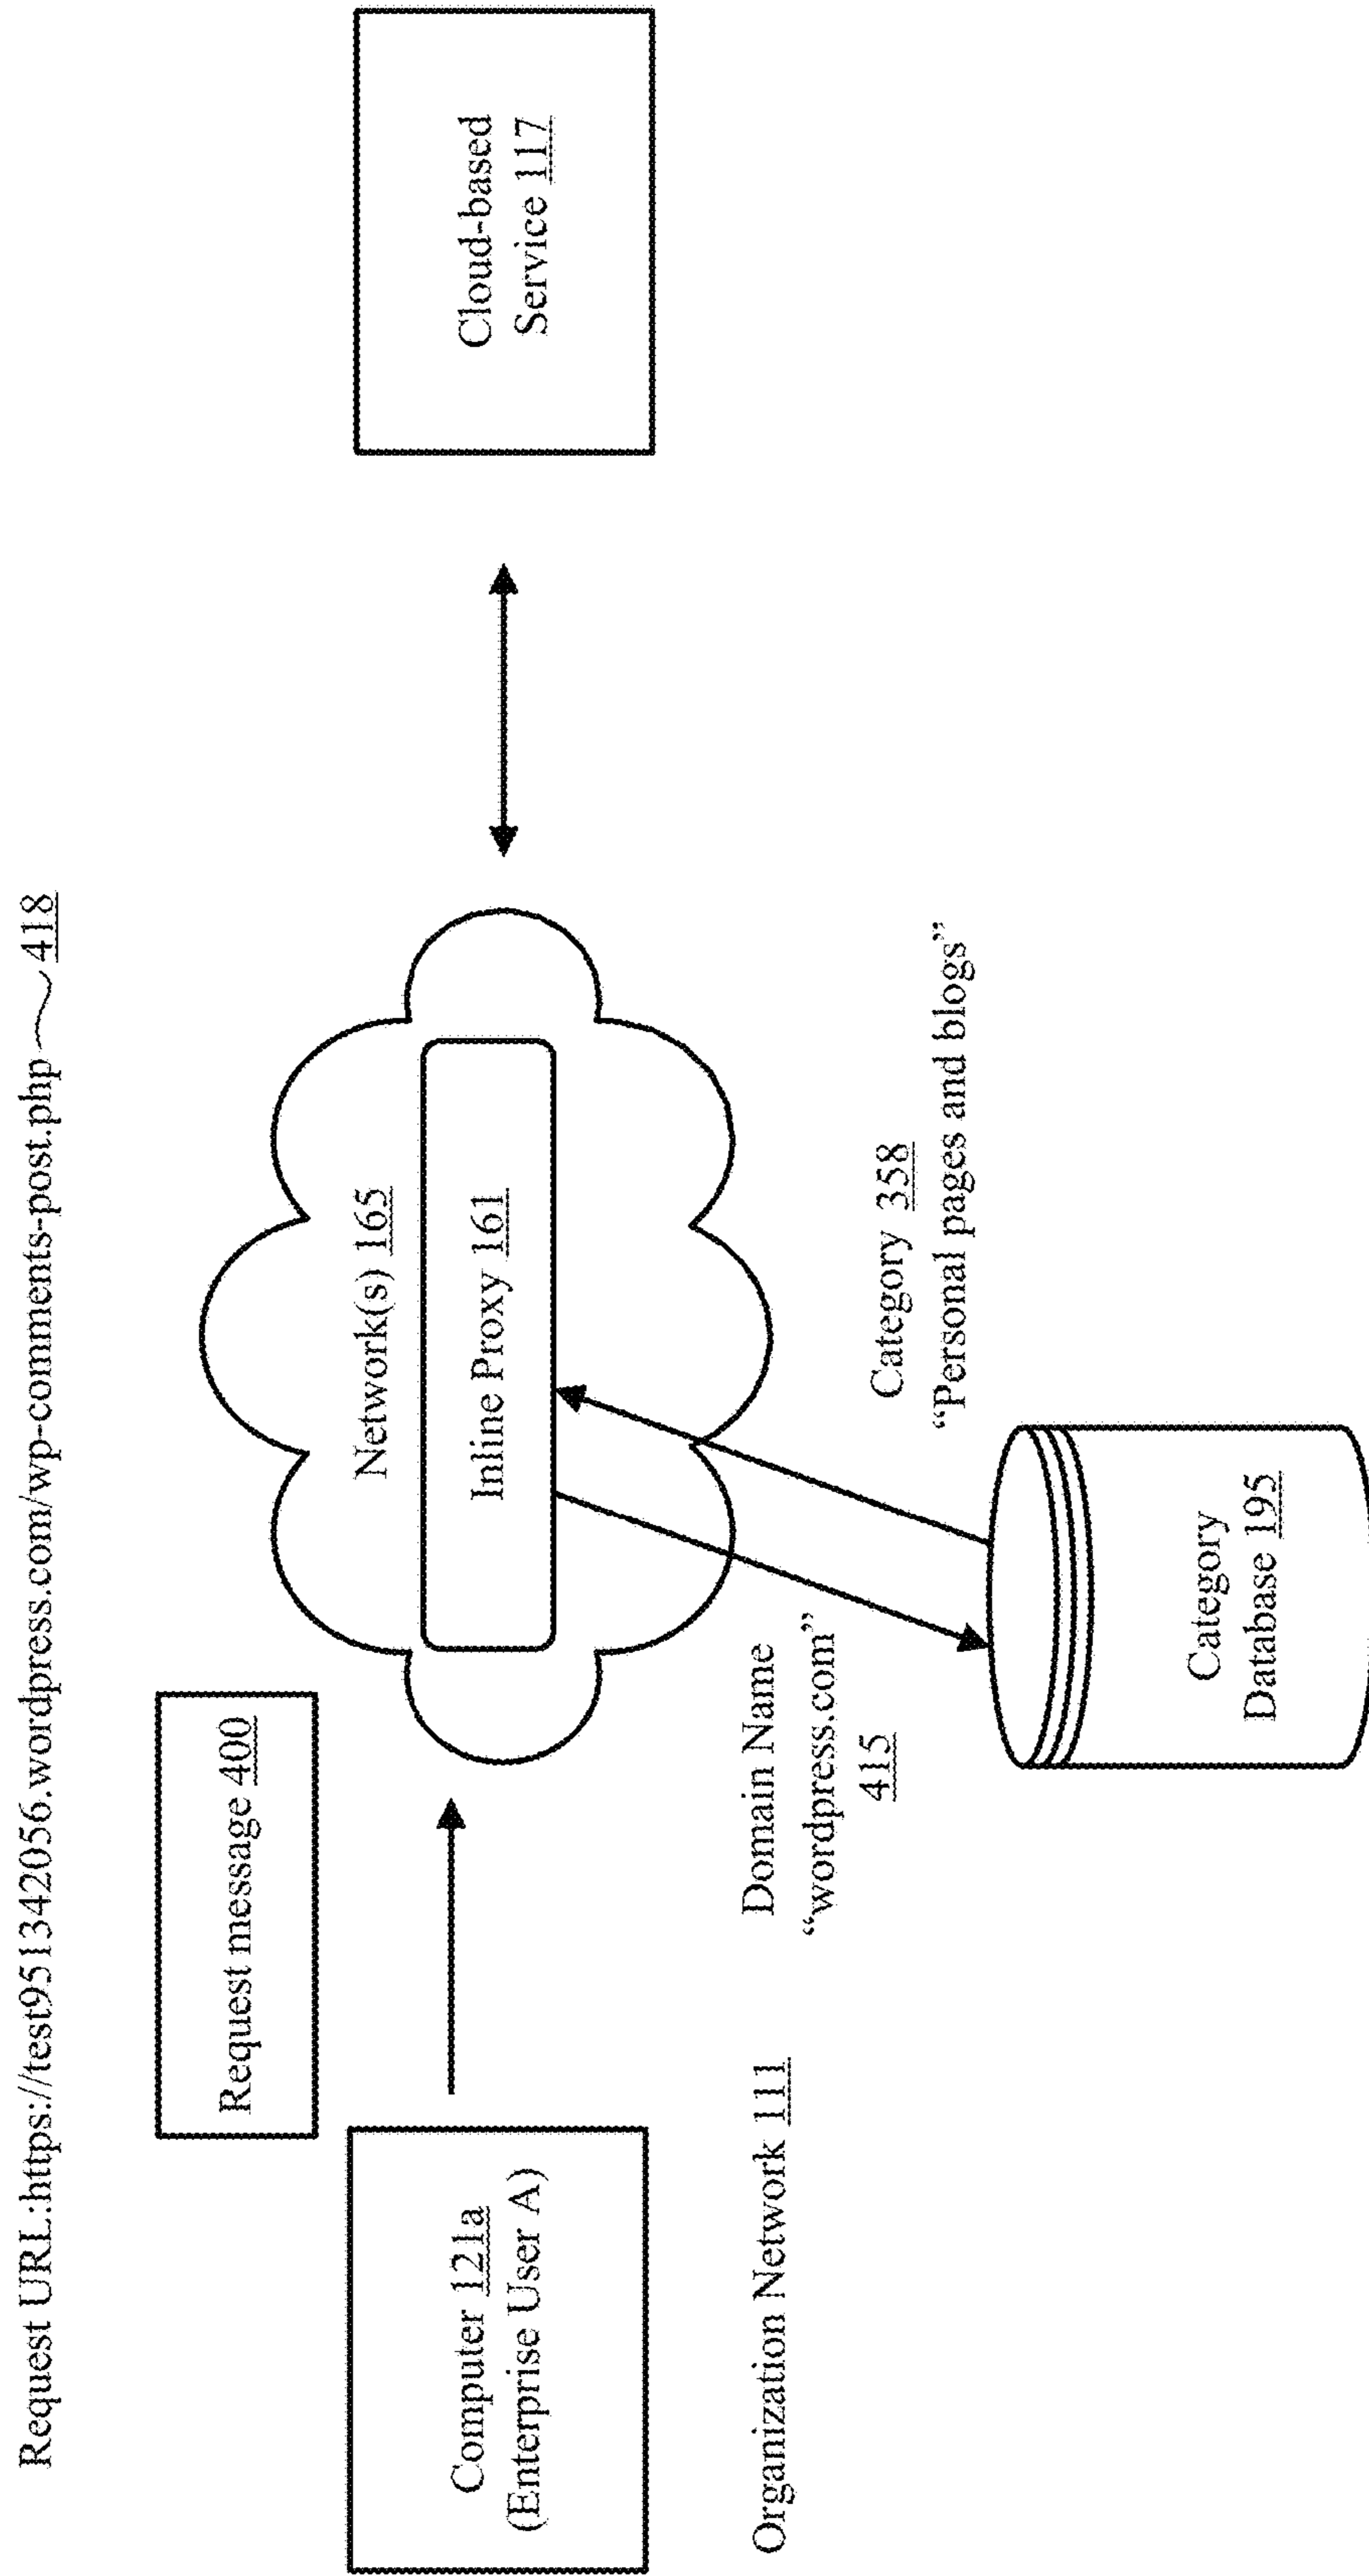 Request URL:https://test951342056.wordpress.com/wp-comments-post.php 418
Request message 400
Computer 121a
(Enterprise User A)
Organization Network 111
Network(s) 165
Inline Proxy 161
Cloud-based
Service 117
Domain Name
“wordpress.com”
415
Category 358
“Personal pages and blogs”
Category
Database 195